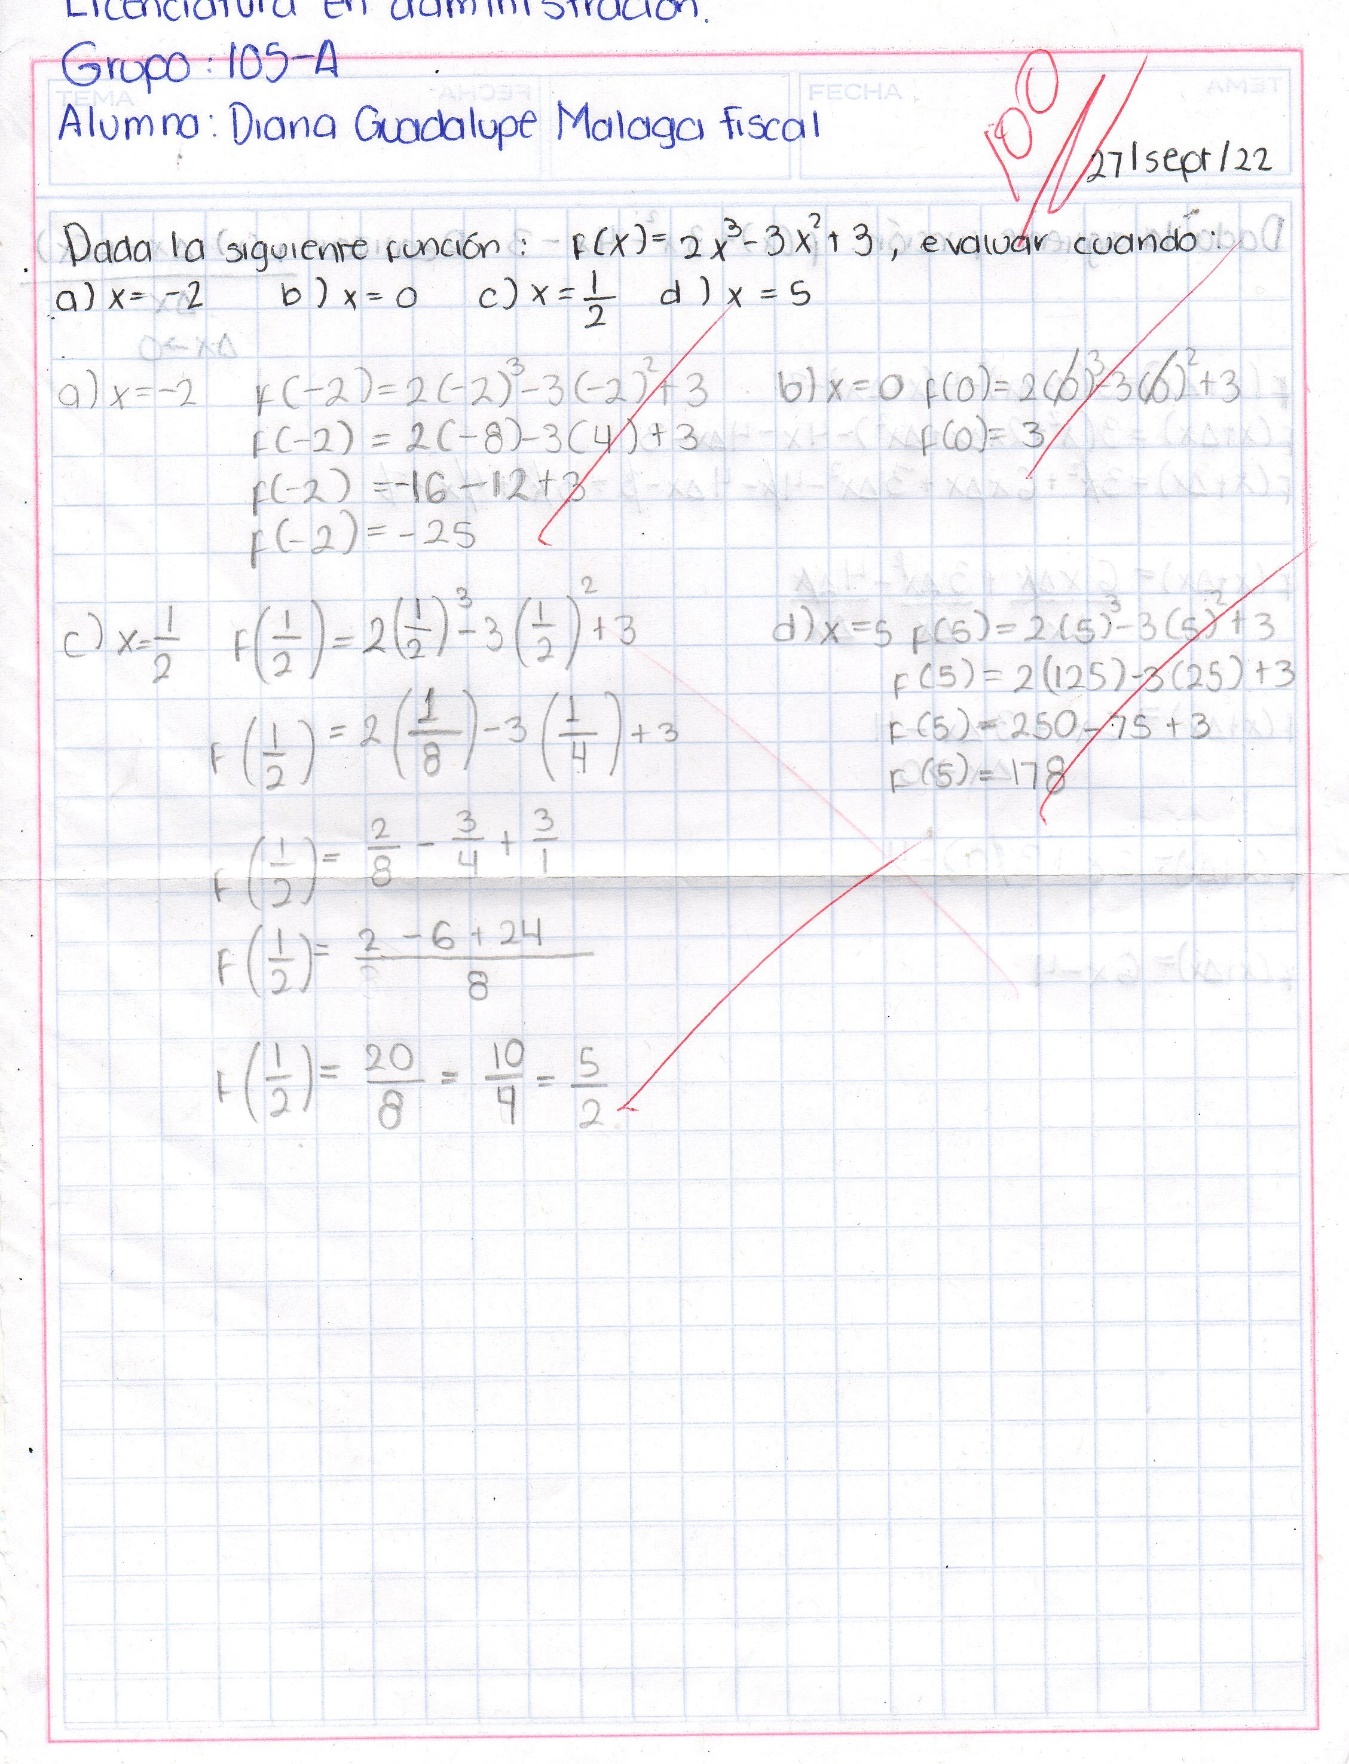 Licenciatura en administración.
Grupo: 105-A
TEMA FECHA
Alumna: Diana Guadalupe Malaga fiscal
100
27/sept/22
Dada la siguiente función: f(x)= 2x³-3x²+3, evaluar cuando:
a) x= -2 b) x= 0 c) x= 1/2 d) x = 5
a) x=-2 f(-2)=2(-2)³-3(-2)²+3
f(-2) = 2(-8)-3(4)+3
f(-2) =-16-12+3
f(-2)=-25
b) x=0 f(0)=2(0)³-3(0)²+3
f(0)=3
c) x=1/2 f(1/2)=2(1/2)³-3(1/2)²+3
f(1/2)=2(1/8)-3(1/4)+3
f(1/2)= 2/8 - 3/4 + 3/1
f(1/2)= 2-6+24/8
f(1/2)= 20/8 = 10/4 = 5/2
d) x=5 f(5)=2(5)³-3(5)²+3
f(5)=2(125)-3(25)+3
f(5)=250-75+3
f(5)=178